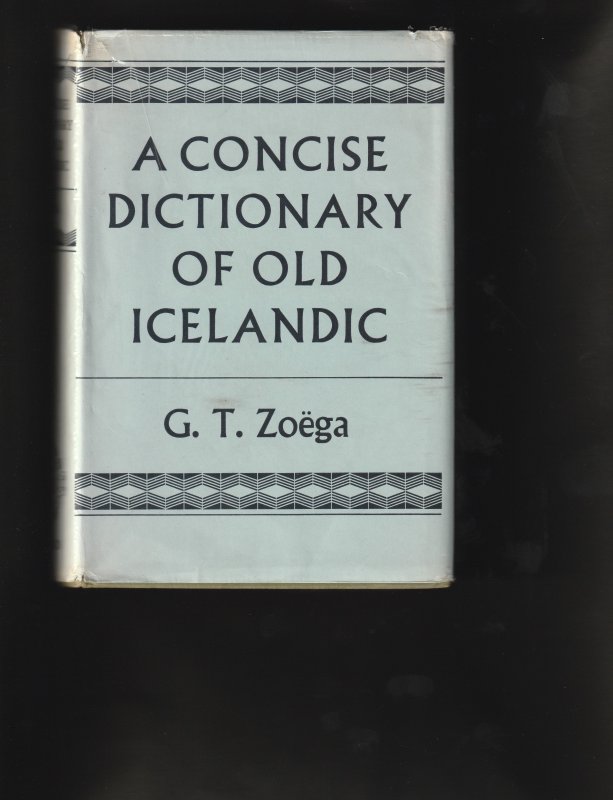 A CONCISE
DICTIONARY
OF OLD
ICELANDIC
G. T. Zoëga